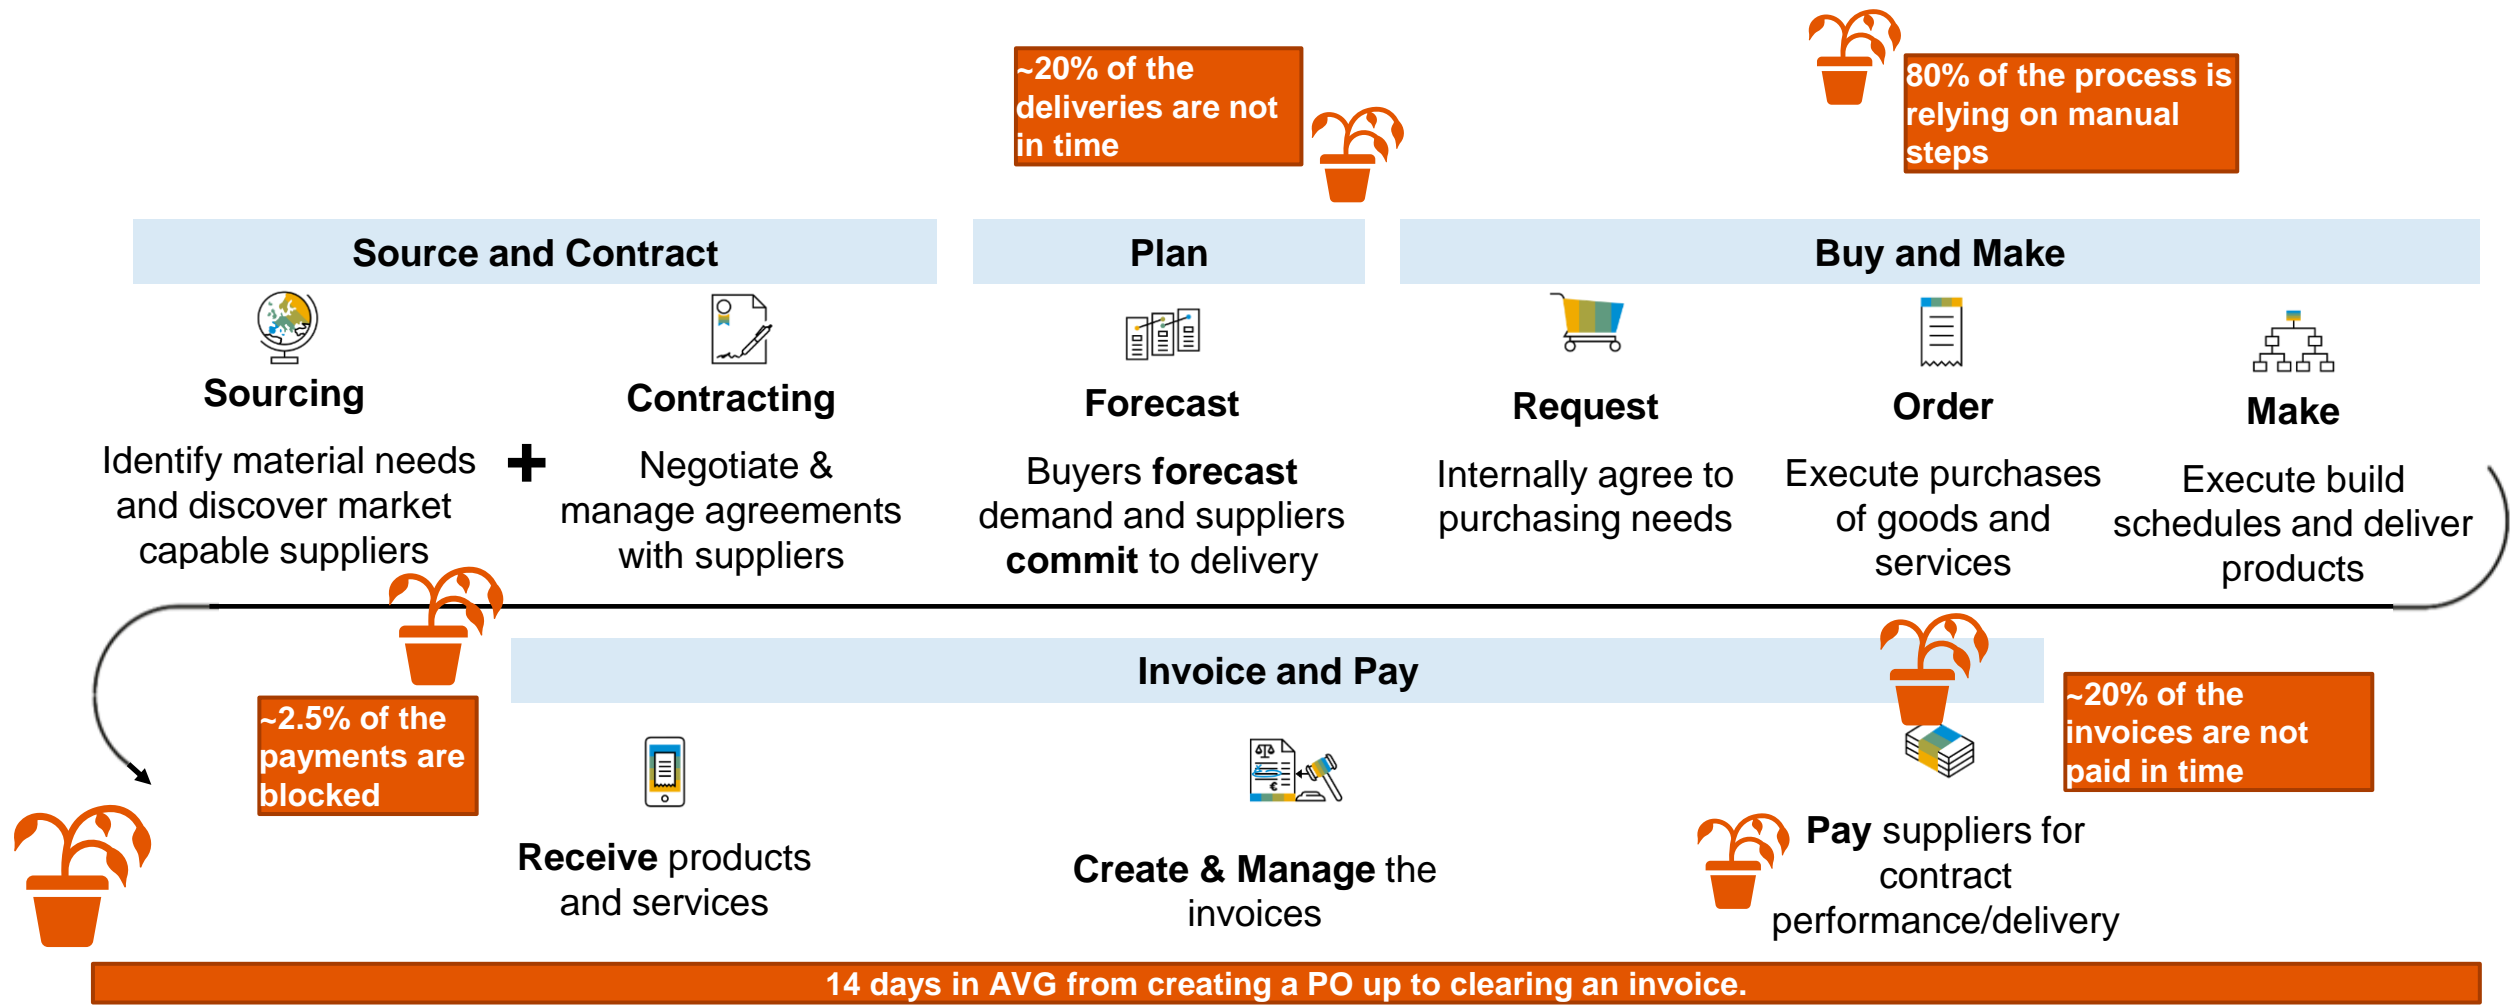 ~20% of the
deliveries are not
in time
80% of the process is
relying on manual
steps
Source and Contract
Plan
Buy and Make
Sourcing
Identify material needs
and discover market
capable suppliers
+
Contracting
Negotiate &
manage agreements
with suppliers
Forecast
Buyers forecast
demand and suppliers
commit to delivery
Request
Internally agree to
purchasing needs
Order
Execute purchases
of goods and
services
Make
Execute build
schedules and deliver
products
Invoice and Pay
~2.5% of the
payments are
blocked
Receive products
and services
€
Create & Manage the
invoices
Pay suppliers for
contract
performance/delivery
~20% of the
invoices are not
paid in time
14 days in AVG from creating a PO up to clearing an invoice.